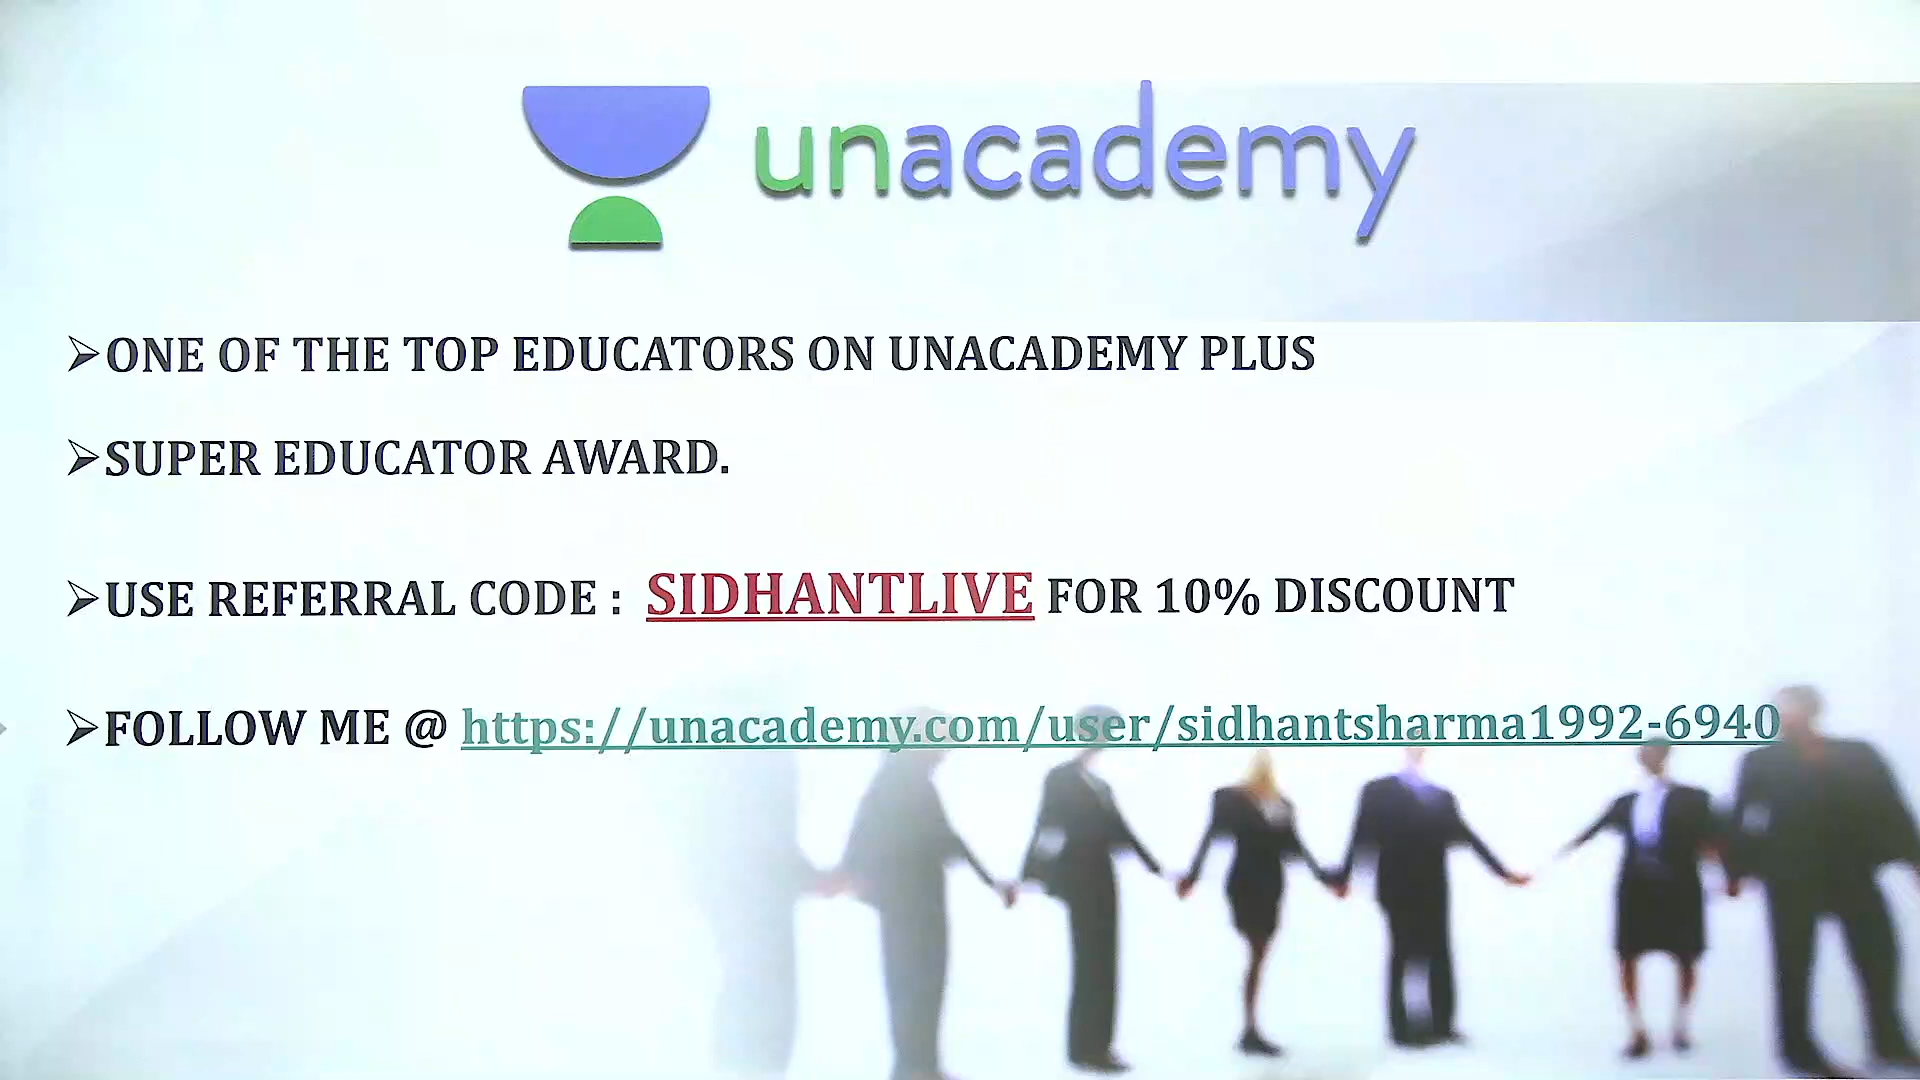 unacademy
➢ONE OF THE TOP EDUCATORS ON UNACADEMY PLUS
➢SUPER EDUCATOR AWARD.
➢USE REFERRAL CODE : SIDHANTLIVE FOR 10% DISCOUNT
➢FOLLOW ME @ https://unacademy.com/user/sidhantsharma1992-6940